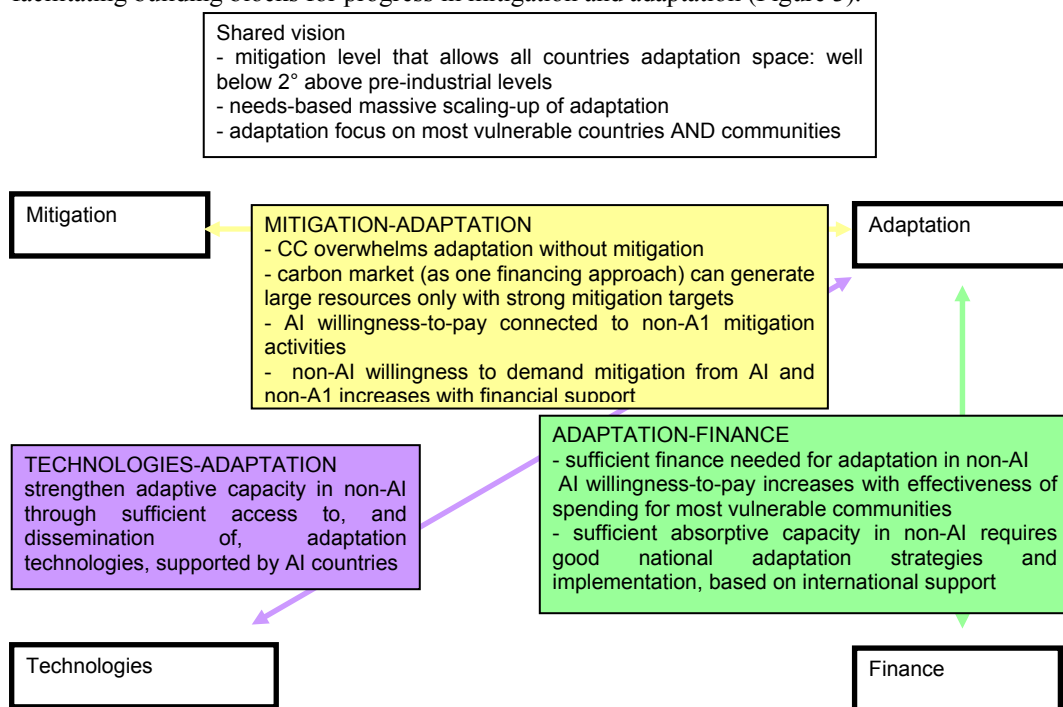 facilitating building blocks for progress in mitigation and adaptation (Figure 5).
Shared vision
- mitigation level that allows all countries adaptation space: well
below 2° above pre-industrial levels
- needs-based massive scaling-up of adaptation
- adaptation focus on most vulnerable countries AND communities
Mitigation
MITIGATION-ADAPTATION
- CC overwhelms adaptation without mitigation
- carbon market (as one financing approach) can generate
large resources only with strong mitigation targets
- AI willingness-to-pay connected to non-A1 mitigation
activities
- non-AI willingness to demand mitigation from AI and
non-A1 increases with financial support
Adaptation
TECHNOLOGIES-ADAPTATION
strengthen adaptive capacity in non-AI
through sufficient access to, and
dissemination of, adaptation
technologies, supported by AI countries
ADAPTATION-FINANCE
- sufficient finance needed for adaptation in non-AI
AI willingness-to-pay increases with effectiveness of
spending for most vulnerable communities
- sufficient absorptive capacity in non-AI requires
good national adaptation strategies and
implementation, based on international support
Technologies
Finance